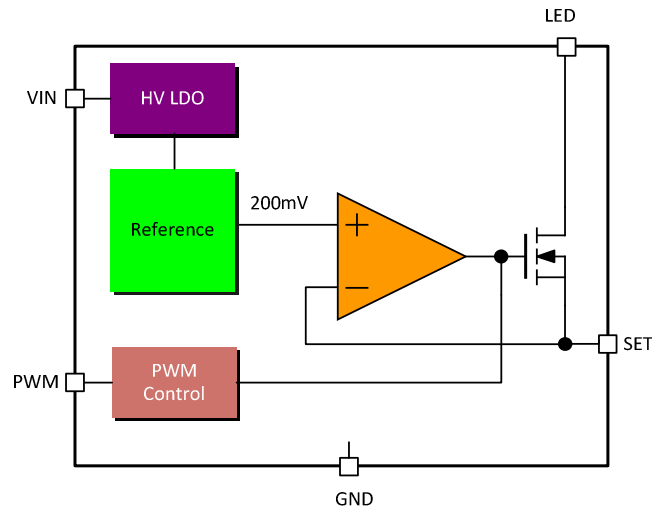 LED
VIN
HV LDO
200mV
Reference
+
−
SET
PWM
PWM
Control
GND